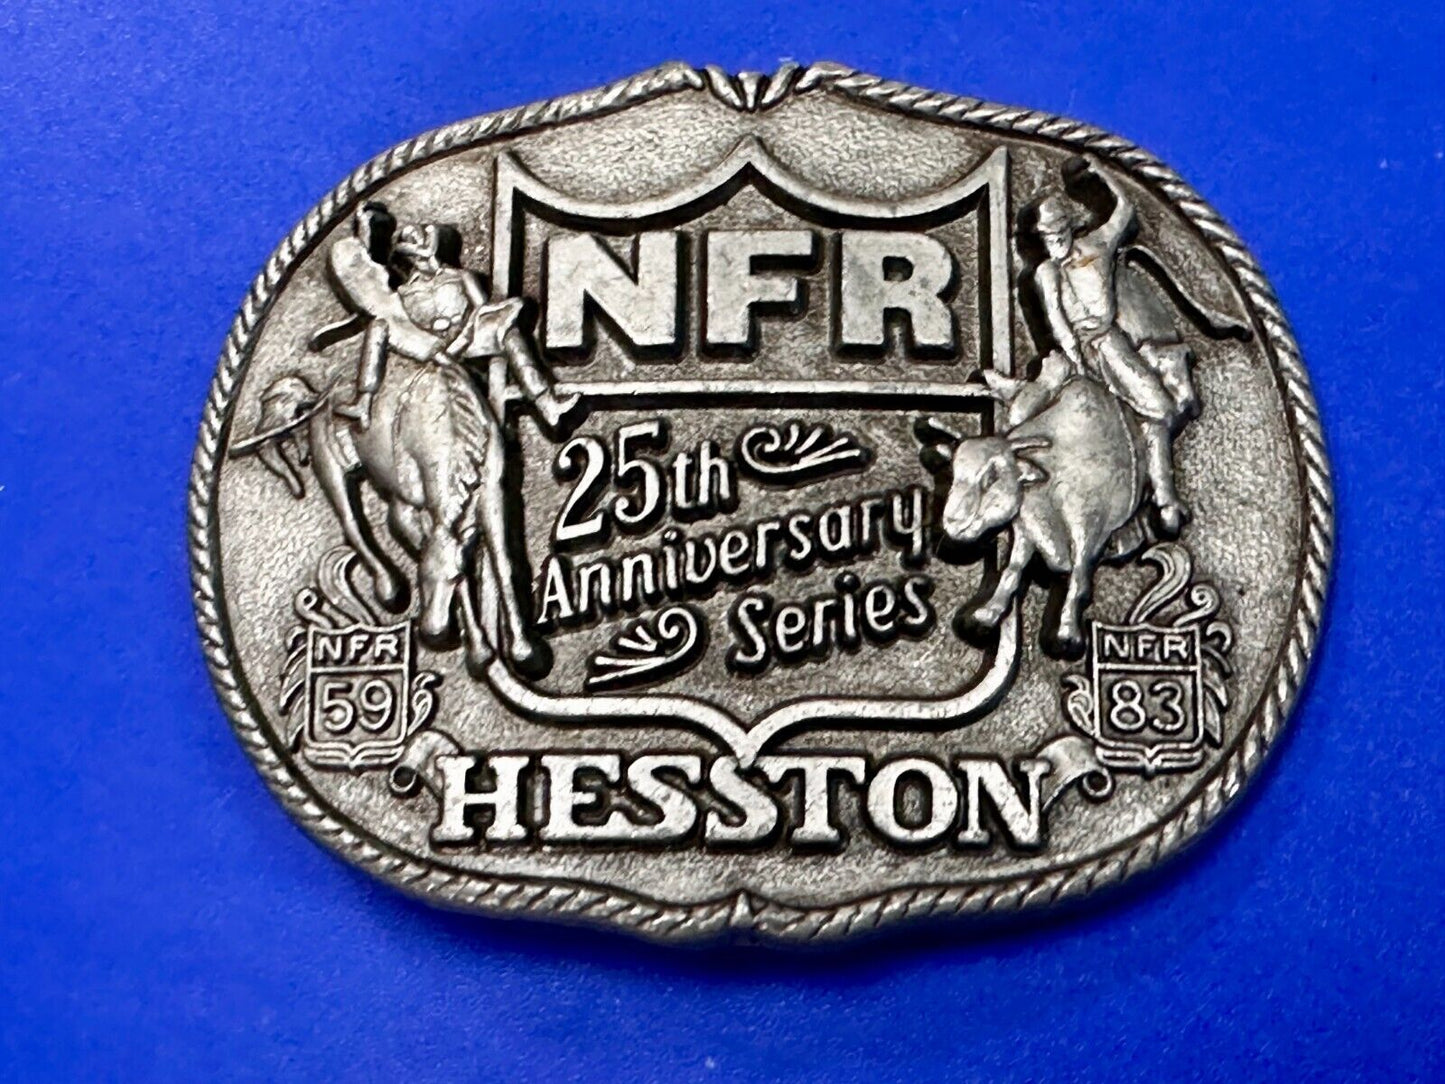 NFR
25th
Anniversary
Series
NFR
59
NFR
83
HESSTON